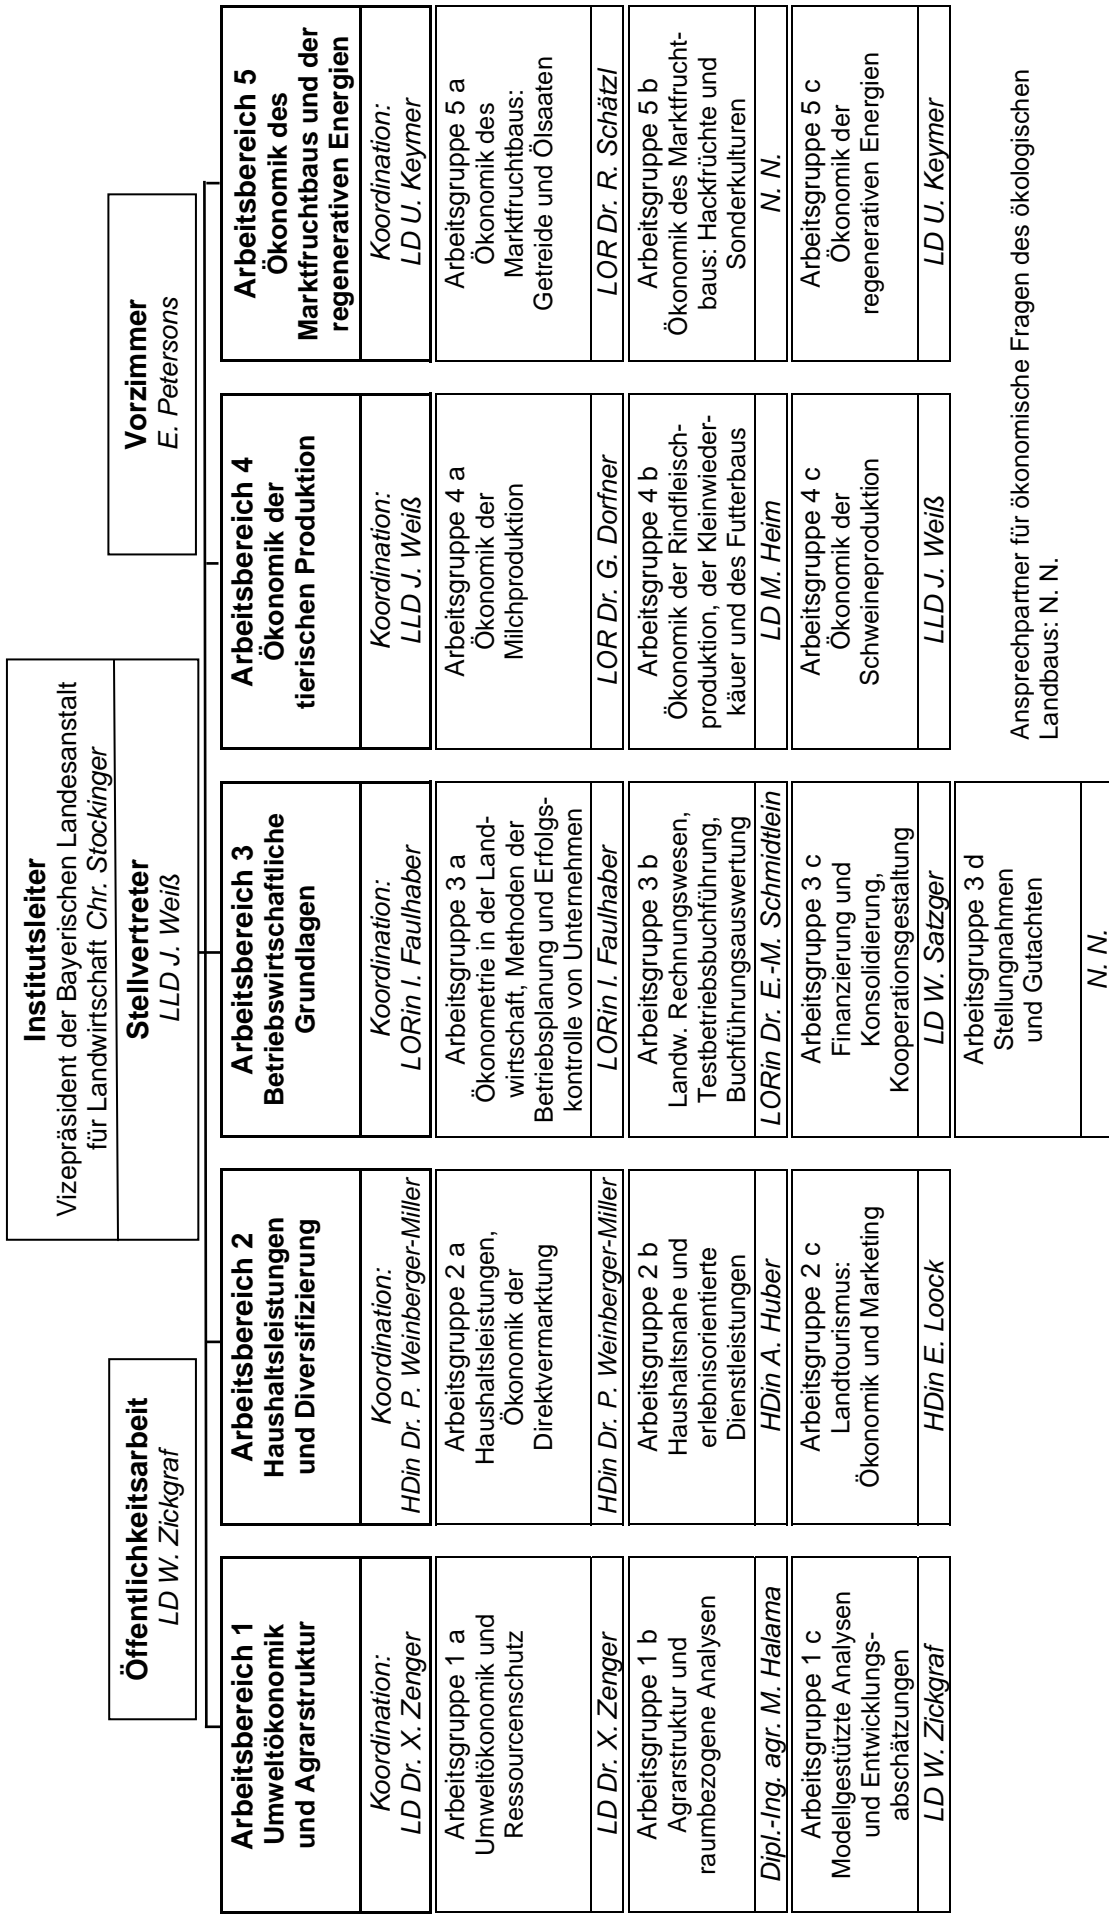 Institutsleiter
Vizepräsident der Bayerischen Landesanstalt
für Landwirtschaft Chr. Stockinger
Stellvertreter
LLD J. Weiß
Öffentlichkeitsarbeit
LD W. Zickgraf
Vorzimmer
E. Petersons
Arbeitsbereich 1
Umweltökonomik
und Agrarstruktur
Koordination:
LD Dr. X. Zenger
Arbeitsgruppe 1 a
Umweltökonomik und
Ressourcenschutz
LD Dr. X. Zenger
Arbeitsgruppe 1 b
Agrarstruktur und
raumbezogene Analysen
Dipl.-Ing. agr. M. Halama
Arbeitsgruppe 1 c
Modellgestützte Analysen
und Entwicklungs-
abschätzungen
LD W. Zickgraf
Arbeitsbereich 2
Haushaltsleistungen
und Diversifizierung
Koordination:
HDin Dr. P. Weinberger-Miller
Arbeitsgruppe 2 a
Haushaltsleistungen,
Ökonomik der
Direktvermarktung
HDin Dr. P. Weinberger-Miller
Arbeitsgruppe 2 b
Haushaltsnahe und
erlebnisorientierte
Dienstleistungen
HDin A. Huber
Arbeitsgruppe 2 c
Landtourismus:
Ökonomik und Marketing
HDin E. Loock
Arbeitsbereich 3
Betriebswirtschaftliche
Grundlagen
Koordination:
LORin I. Faulhaber
Arbeitsgruppe 3 a
Ökonometrie in der Land-
wirtschaft, Methoden der
Betriebsplanung und Erfolgs-
kontrolle von Unternehmen
LORin I. Faulhaber
Arbeitsgruppe 3 b
Landw. Rechnungswesen,
Testbetriebsbuchführung,
Buchführungsauswertung
LORin Dr. E.-M. Schmidtlein
Arbeitsgruppe 3 c
Finanzierung und
Konsolidierung,
Kooperationsgestaltung
LD W. Satzger
Arbeitsgruppe 3 d
Stellungnahmen
und Gutachten
N. N.
Arbeitsbereich 4
Ökonomik der
tierischen Produktion
Koordination:
LLD J. Weiß
Arbeitsgruppe 4 a
Ökonomik der
Milchproduktion
LOR Dr. G. Dorfner
Arbeitsgruppe 4 b
Ökonomik der Rindfleisch-
produktion, der Kleinwieder-
käuer und des Futterbaus
LD M. Heim
Arbeitsgruppe 4 c
Ökonomik der
Schweineproduktion
LLD J. Weiß
Arbeitsbereich 5
Ökonomik des
Marktfruchtbaus und der
regenerativen Energien
Koordination:
LD U. Keymer
Arbeitsgruppe 5 a
Ökonomik des
Marktfruchtbaus:
Getreide und Ölsaaten
LOR Dr. R. Schätzl
Arbeitsgruppe 5 b
Ökonomik des Marktfrucht-
baus: Hackfrüchte und
Sonderkulturen
N. N.
Arbeitsgruppe 5 c
Ökonomik der
regenerativen Energien
LD U. Keymer
Ansprechpartner für ökonomische Fragen des ökologischen
Landbaus: N. N.